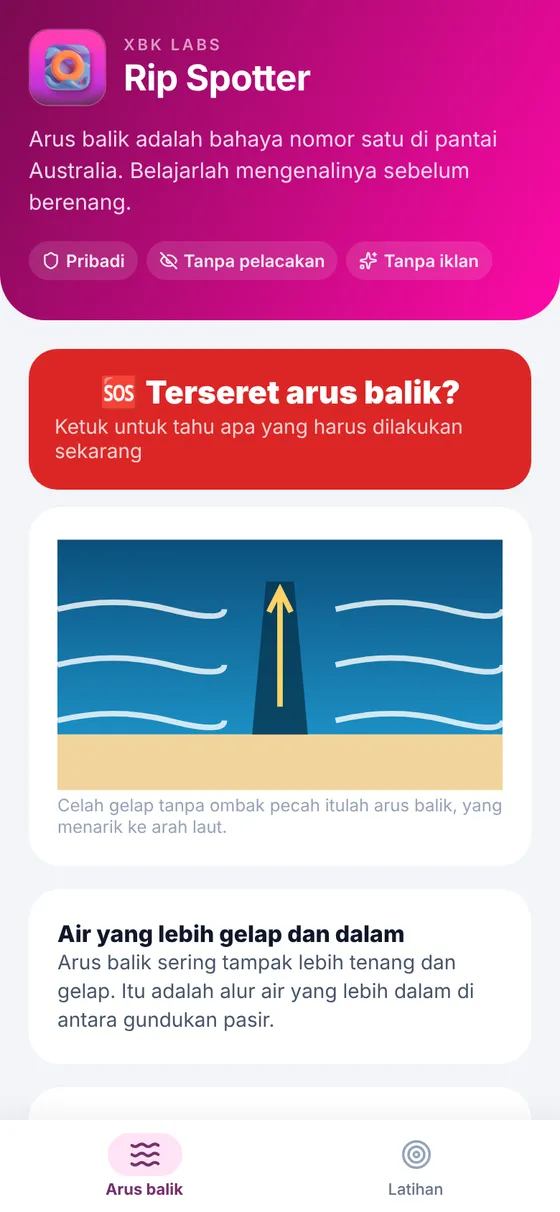 XBK LABS
Rip Spotter
Arus balik adalah bahaya nomor satu di pantai
Australia. Belajarlah mengenalinya sebelum
berenang.
Pribadi
Tanpa pelacakan
Tanpa iklan
🆘 Terseret arus balik?
Ketuk untuk tahu apa yang harus dilakukan
sekarang
Celah gelap tanpa ombak pecah itulah arus balik, yang
menarik ke arah laut.
Air yang lebih gelap dan dalam
Arus balik sering tampak lebih tenang dan
gelap. Itu adalah alur air yang lebih dalam di
antara gundukan pasir.
Arus balik
Latihan